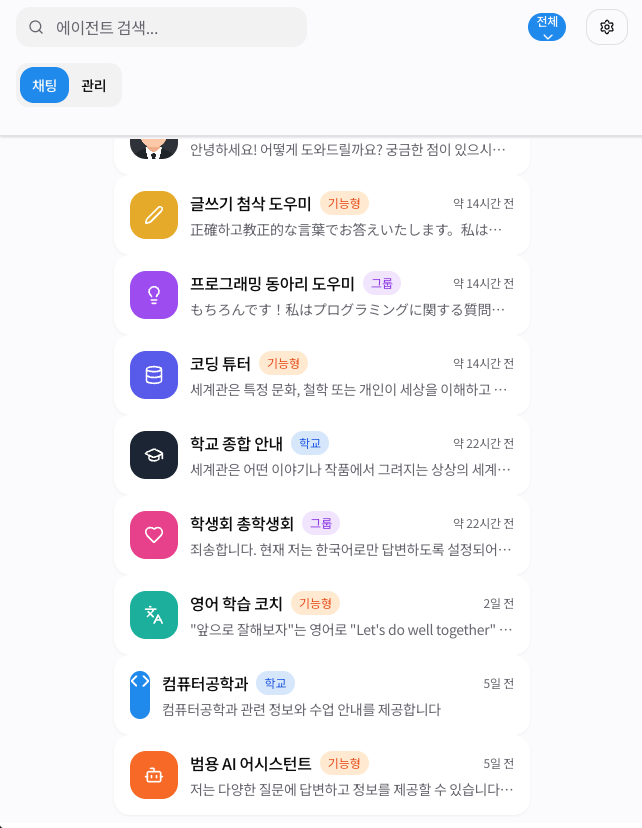 에이전트 검색...
전체
채팅
관리
안녕하세요! 어떻게 도와드릴까요? 궁금한 점이 있으시…
글쓰기 첨삭 도우미 기능형 약 14시간 전
正確하고教正的な言葉でお答えいたします。私は…
프로그래밍 동아리 도우미 그룹 약 14시간 전
もちろんです！私はプログラミングに関する質問…
코딩 튜터 기능형 약 14시간 전
세계관은 특정 문화, 철학 또는 개인이 세상을 이해하고 …
학교 종합 안내 학교 약 22시간 전
세계관은 어떤 이야기나 작품에서 그려지는 상상의 세계…
학생회 총학생회 그룹 약 22시간 전
죄송합니다. 현재 저는 한국어로만 답변하도록 설정되어…
영어 학습 코치 기능형 2일 전
"앞으로 잘해보자"는 영어로 "Let's do well together" …
컴퓨터공학과 학교 5일 전
컴퓨터공학과 관련 정보와 수업 안내를 제공합니다
범용 AI 어시스턴트 기능형 5일 전
저는 다양한 질문에 답변하고 정보를 제공할 수 있습니다…